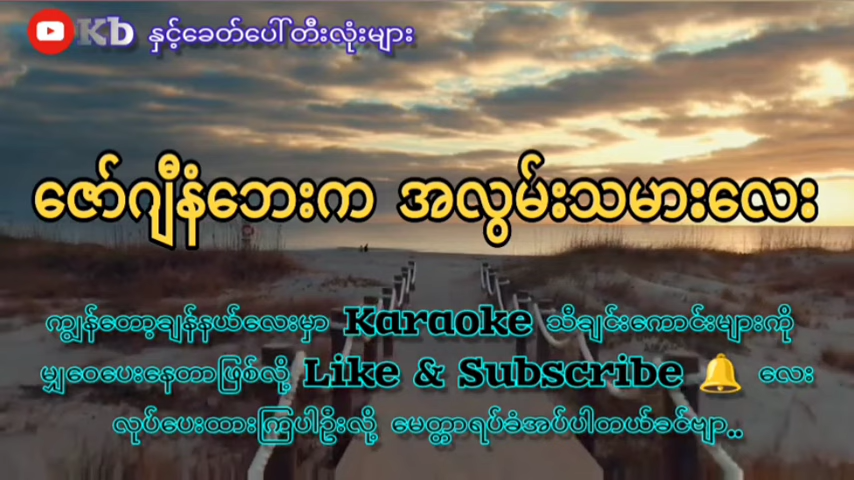 Kb နှင့်ခေတ်ပေါ်တီးလုံးများ
ဇော်ဂျီနံဘေးက အလွမ်းသမားလေး
ကျွန်တော့ချန်နယ်လေးမှာ Karaoke သီချင်းကောင်းများကို
မျှဝေပေးနေတာဖြစ်လို့ Like & Subscribe 🔔 လေး
လုပ်ပေးထားကြပါဦးလို့ မေတ္တာရပ်ခံအပ်ပါတယ်ခင်ဗျာ..